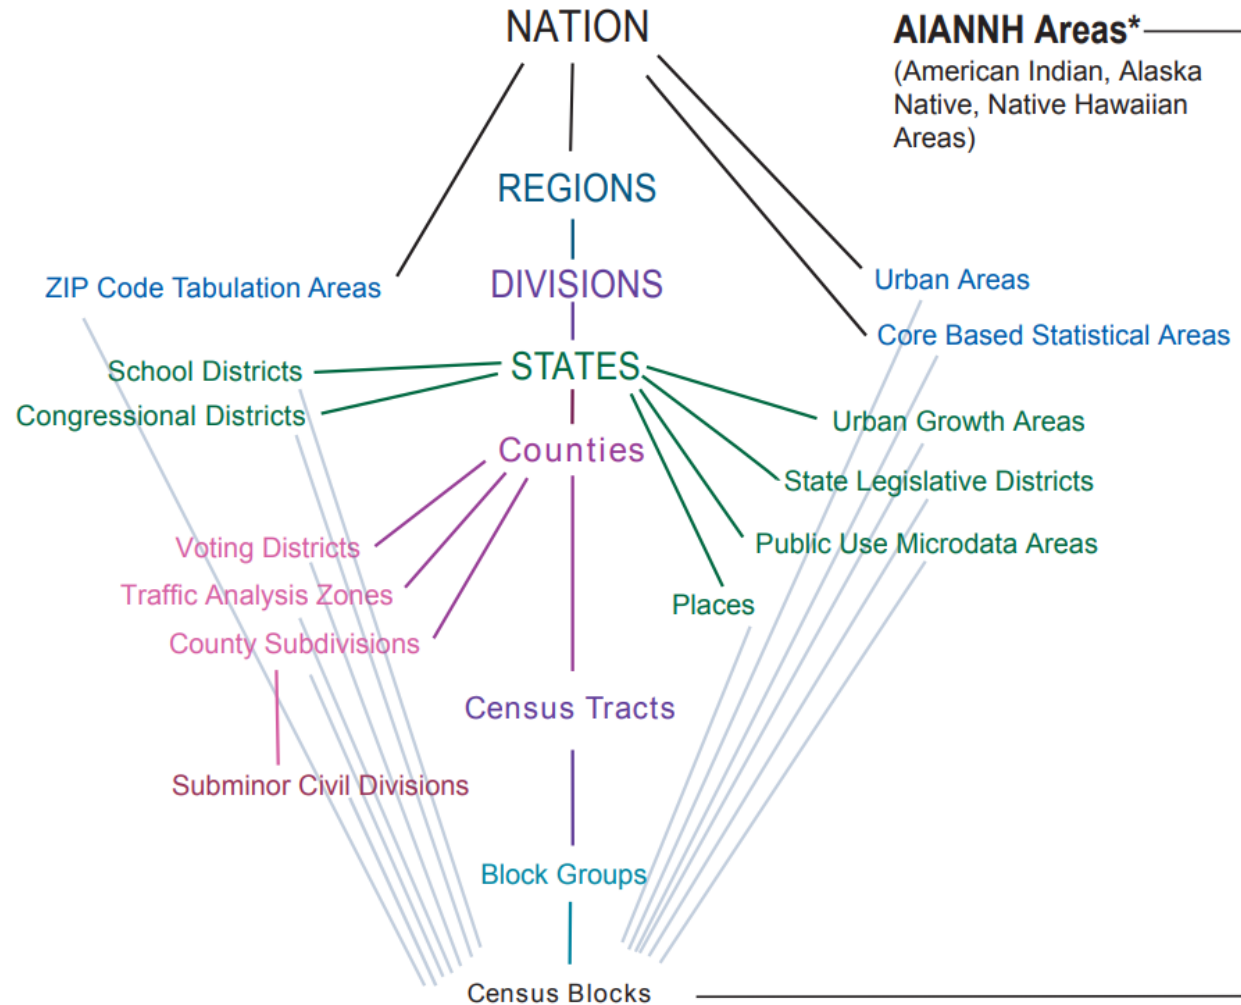 NATION
AIANNH Areas*
(American Indian, Alaska
Native, Native Hawaiian
Areas)
REGIONS
ZIP Code Tabulation Areas
DIVISIONS
Urban Areas
Core Based Statistical Areas
School Districts
STATES
Congressional Districts
Urban Growth Areas
Counties
State Legislative Districts
Voting Districts
Public Use Microdata Areas
Traffic Analysis Zones
Places
County Subdivisions
Census Tracts
Subminor Civil Divisions
Block Groups
Census Blocks